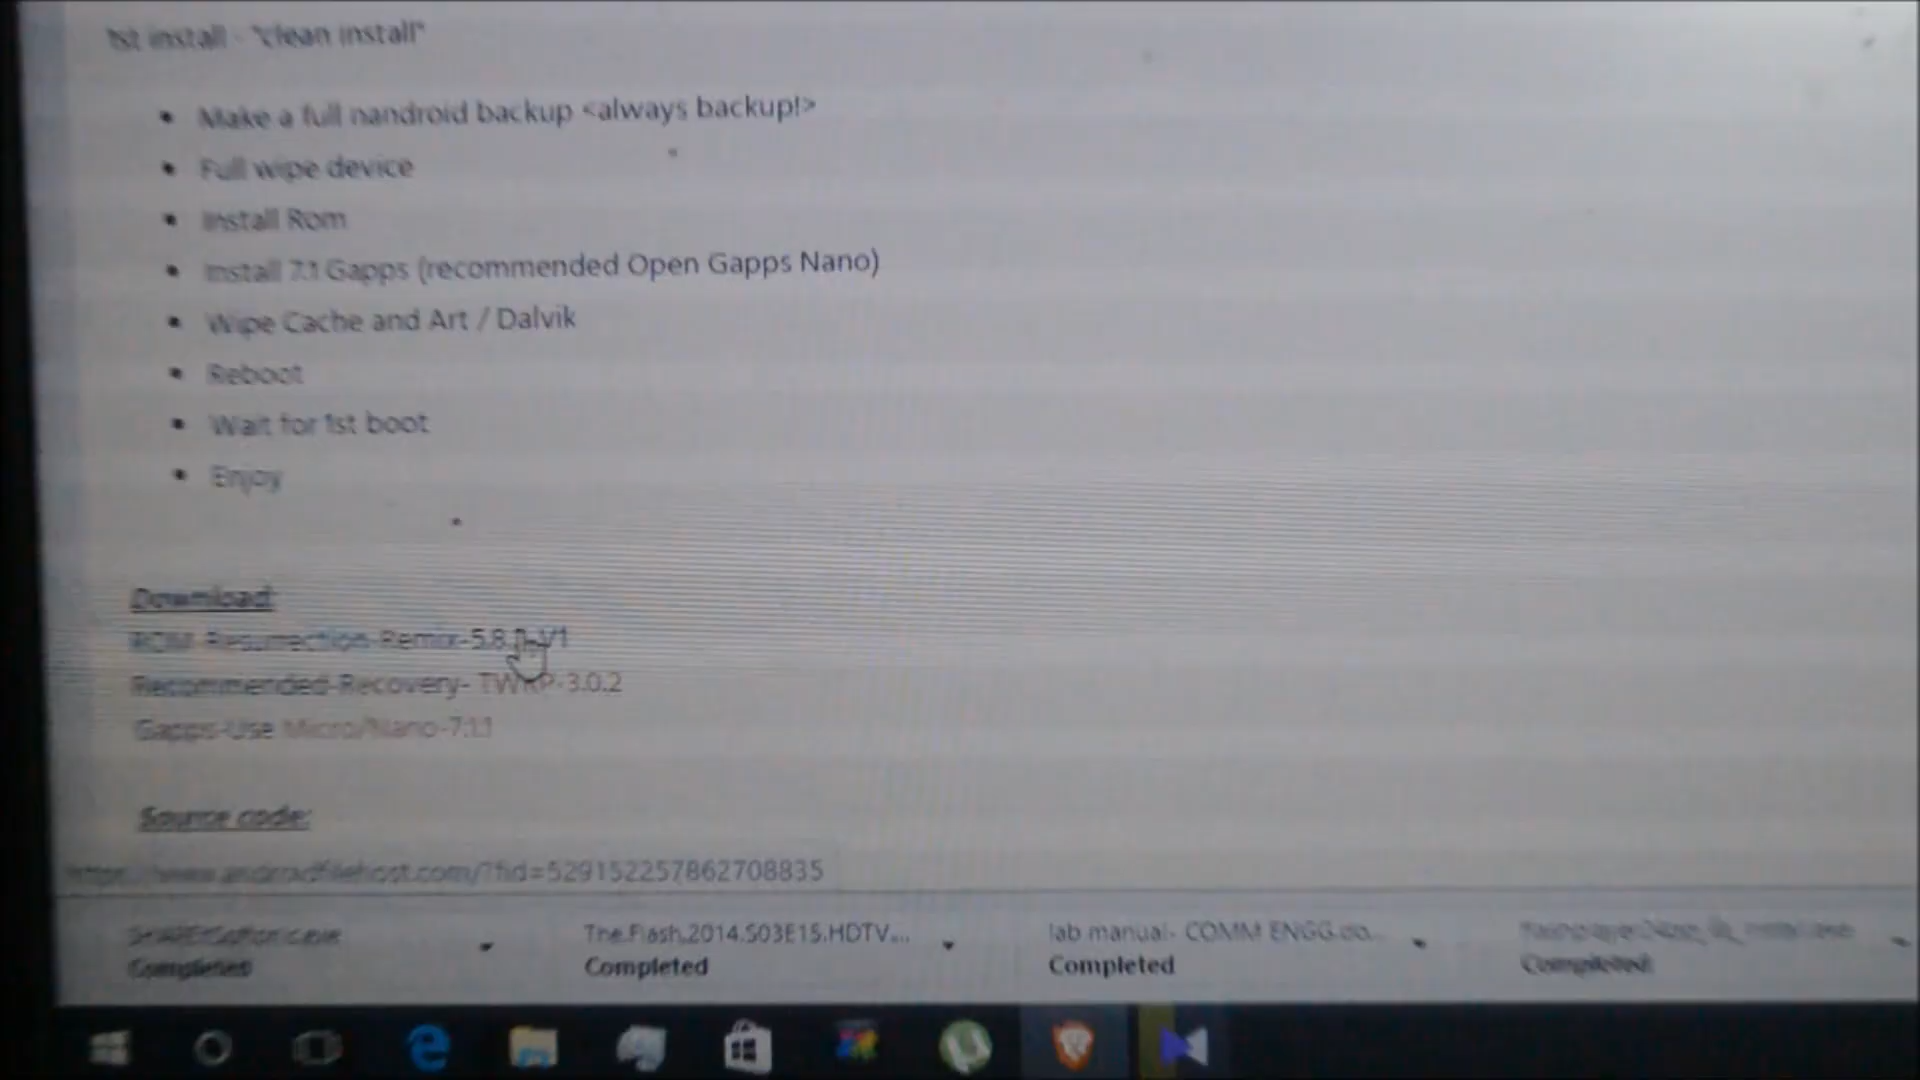 1st install - "clean install"
Make a full nandroid backup <always backup!>
Full wipe device
Install Rom
Install 7.1 Gapps (recommended Open Gapps Nano)
Wipe Cache and Art / Dalvik
Reboot
Wait for 1st boot
Enjoy
Download:
ROM-Resurrection-Remix-5.8.
Recommended-Recovery- TWRP-3.0.2
Gapps-Use Micro/Nano-7.1.1
Source code:
https://www.androidfilehost.com/?fid=529152257862708835
The.Flash.2014.S03E15.HDTV...
Completed
lab manual- COMM ENGG.
Completed
Completed
Completed